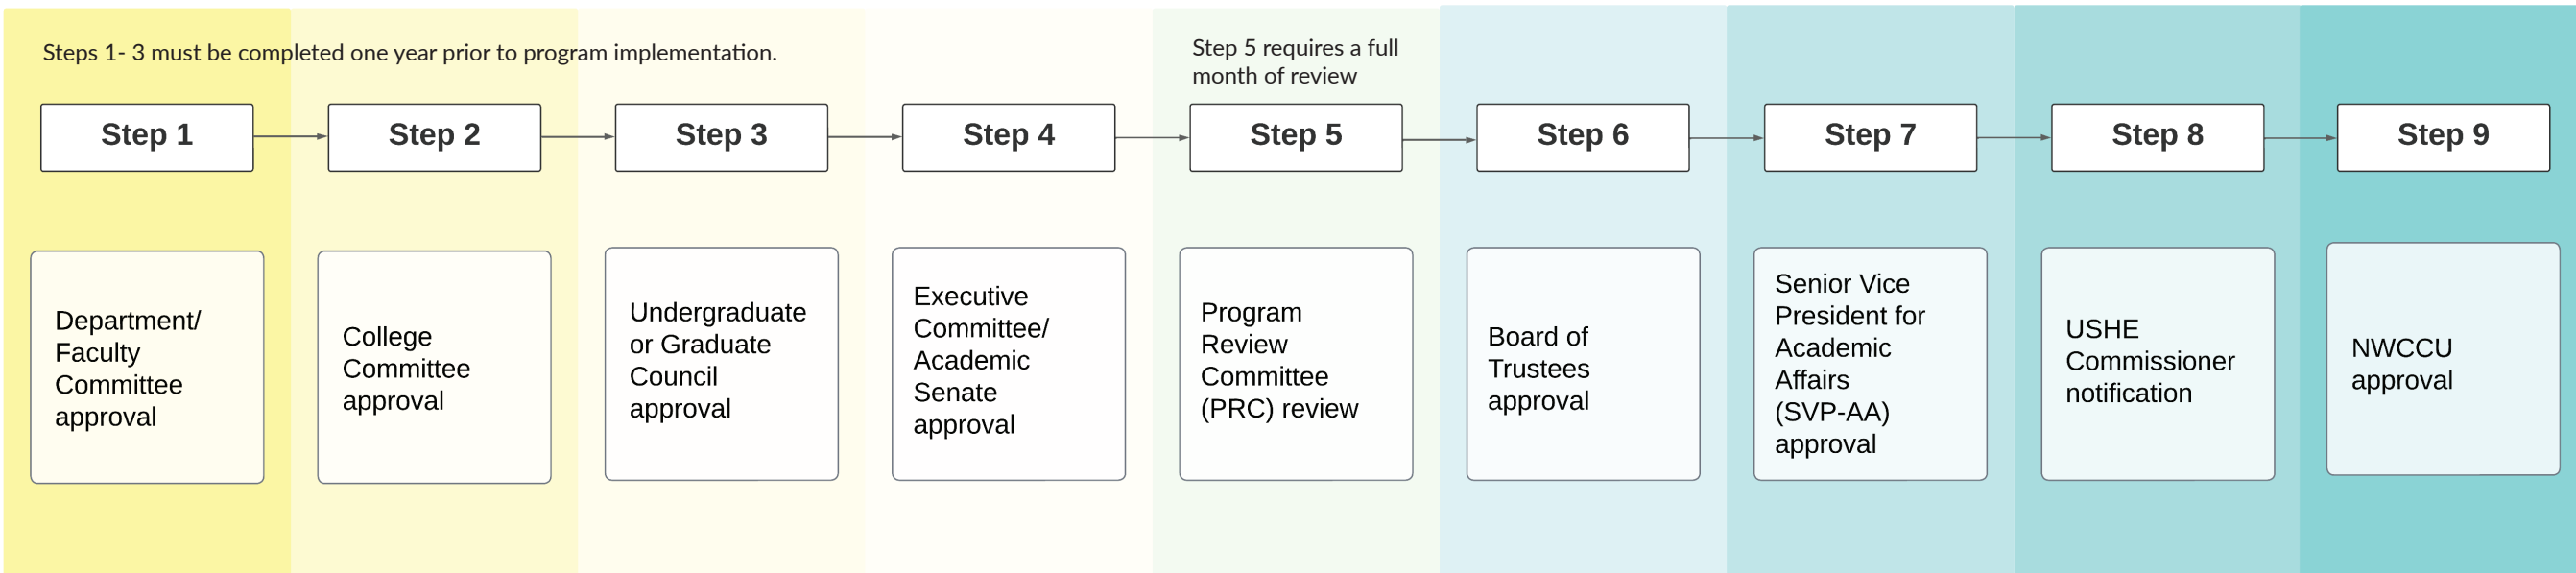 Steps 1- 3 must be completed one year prior to program implementation.
Step 5 requires a full
month of review
Step 1
Step 2
Step 3
Step 4
Step 5
Step 6
Step 7
Step 8
Step 9
Department/
Faculty
Committee
approval
College
Committee
approval
Undergraduate
or Graduate
Council
approval
Executive
Committee/
Academic
Senate
approval
Program
Review
Committee
(PRC) review
Board of
Trustees
approval
Senior Vice
President for
Academic
Affairs
(SVP-AA)
approval
USHE
Commissioner
notification
NWCCU
approval